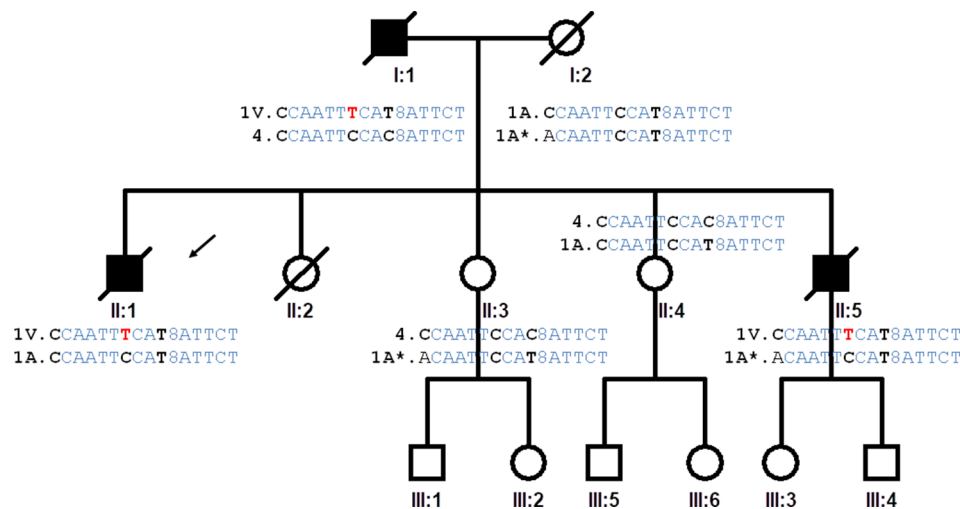 I:1
I:2
1V.CCAATTTCAT8ATTCT
4.CCAATTCCAC8ATTCT
1A.CCAATTCCAT8ATTCT
1A*.ACAATTCCAT8ATTCT
4.CCAATTCCAC8ATTCT
1A.CCAATTCCAT8ATTCT
II:1
II:2
II:3
II:4
II:5
1V.CCAATTTCAT8ATTCT
1A.CCAATTCCAT8ATTCT
4.CCAATTCCAC8ATTCT
1A*.ACAATTCCAT8ATTCT
1V.CCAATTTCAT8ATTCT
1A*.ACAATTCCAT8ATTCT
III:1
III:2
III:5
III:6
III:3
III:4